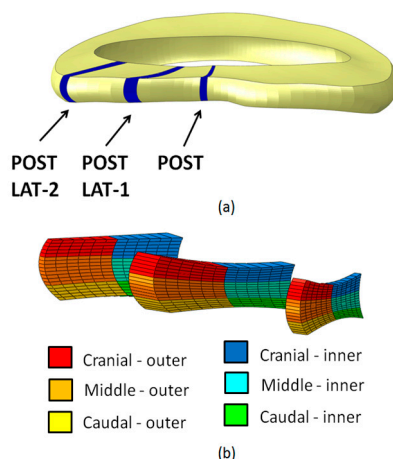 POST LAT-2
POST LAT-1
POST
(a)
Cranial - outer
Middle - outer
Caudal - outer
Cranial - inner
Middle - inner
Caudal - inner
(b)